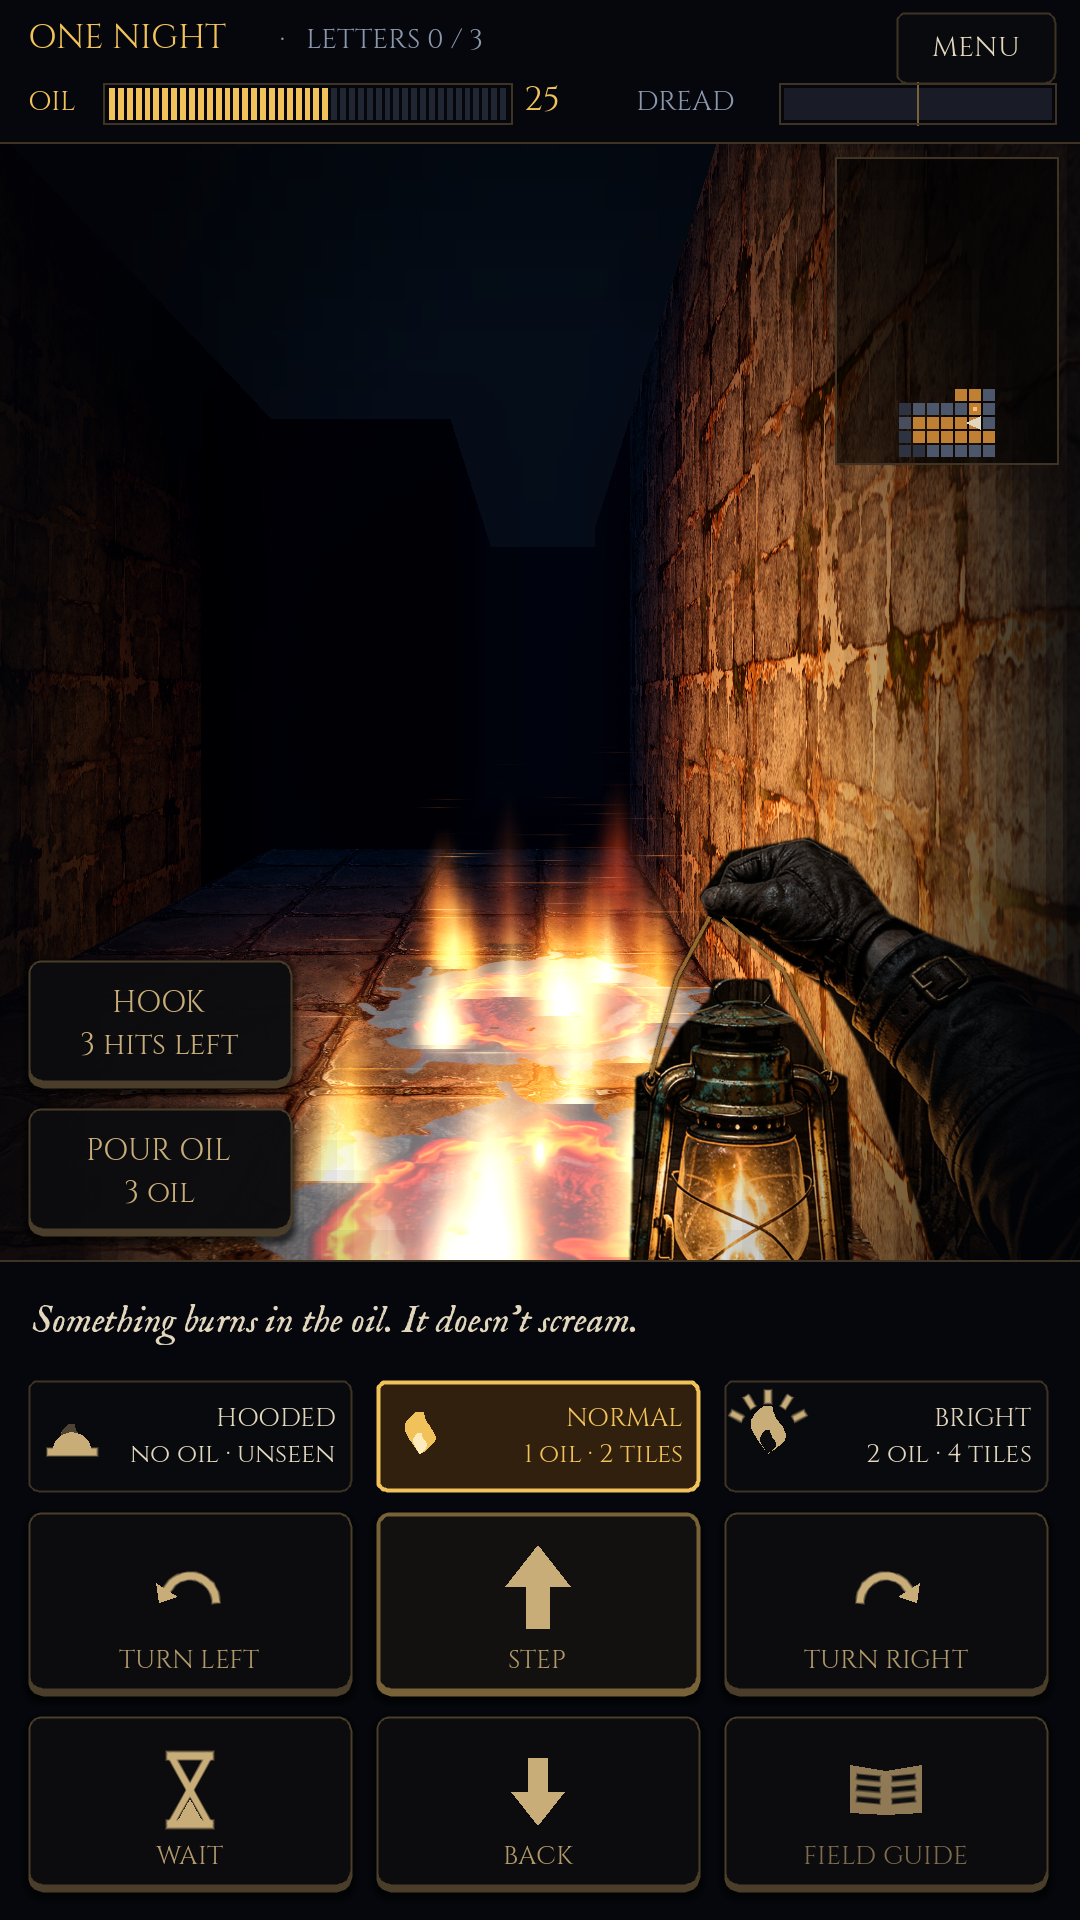 ONE NIGHT · LETTERS 0 / 3
MENU
OIL 25 DREAD
HOOK
3 HITS LEFT
POUR OIL
3 OIL
Something burns in the oil. It doesn't scream.
HOODED
NO OIL · UNSEEN
NORMAL
1 OIL · 2 TILES
BRIGHT
2 OIL · 4 TILES
TURN LEFT
STEP
TURN RIGHT
WAIT
BACK
FIELD GUIDE